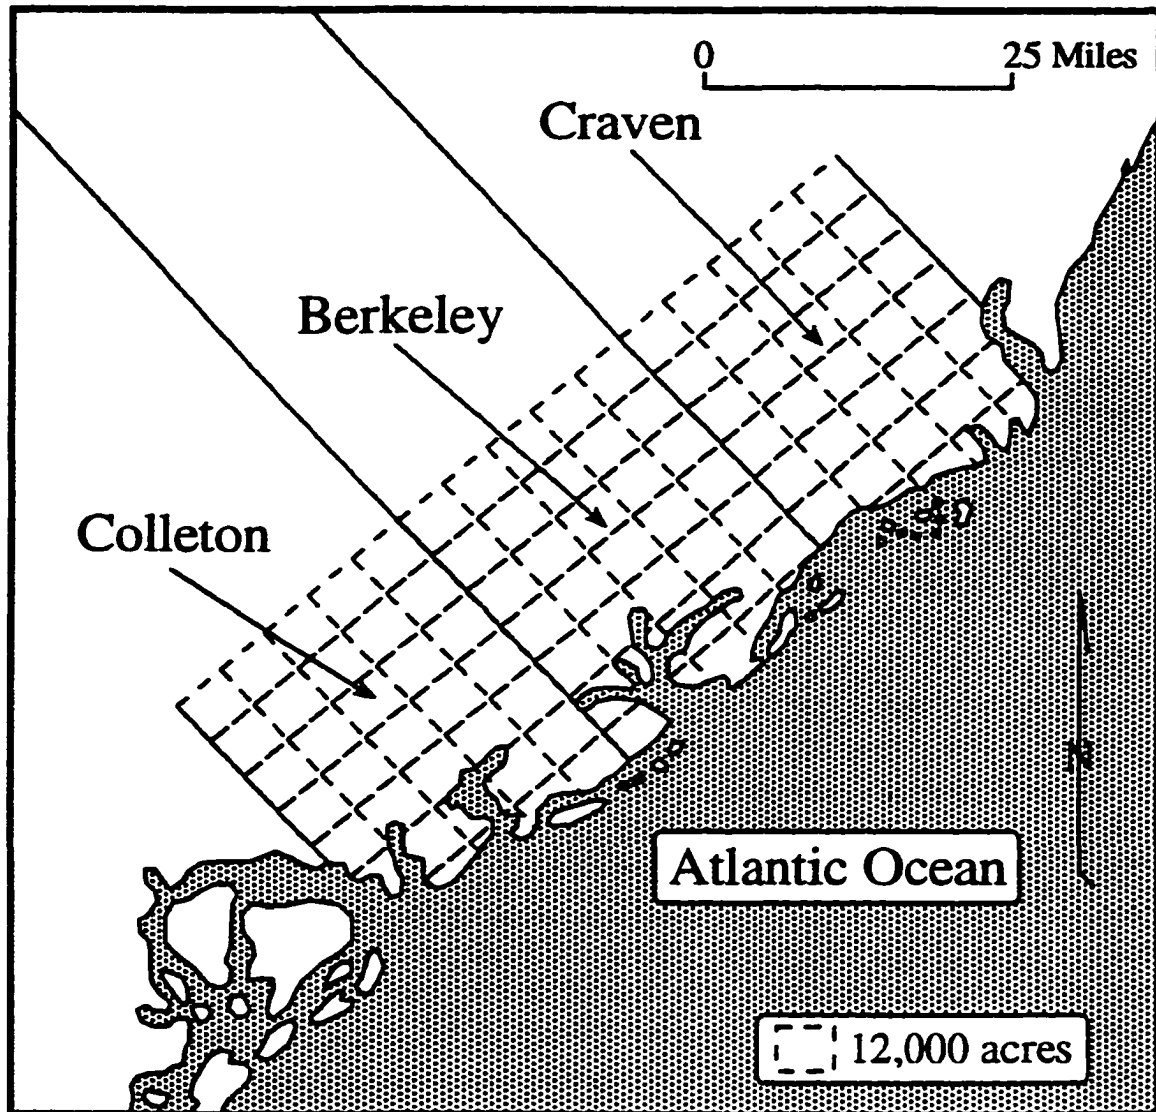 0 25 Miles
Craven
Berkeley
Colleton
N
Atlantic Ocean
12,000 acres